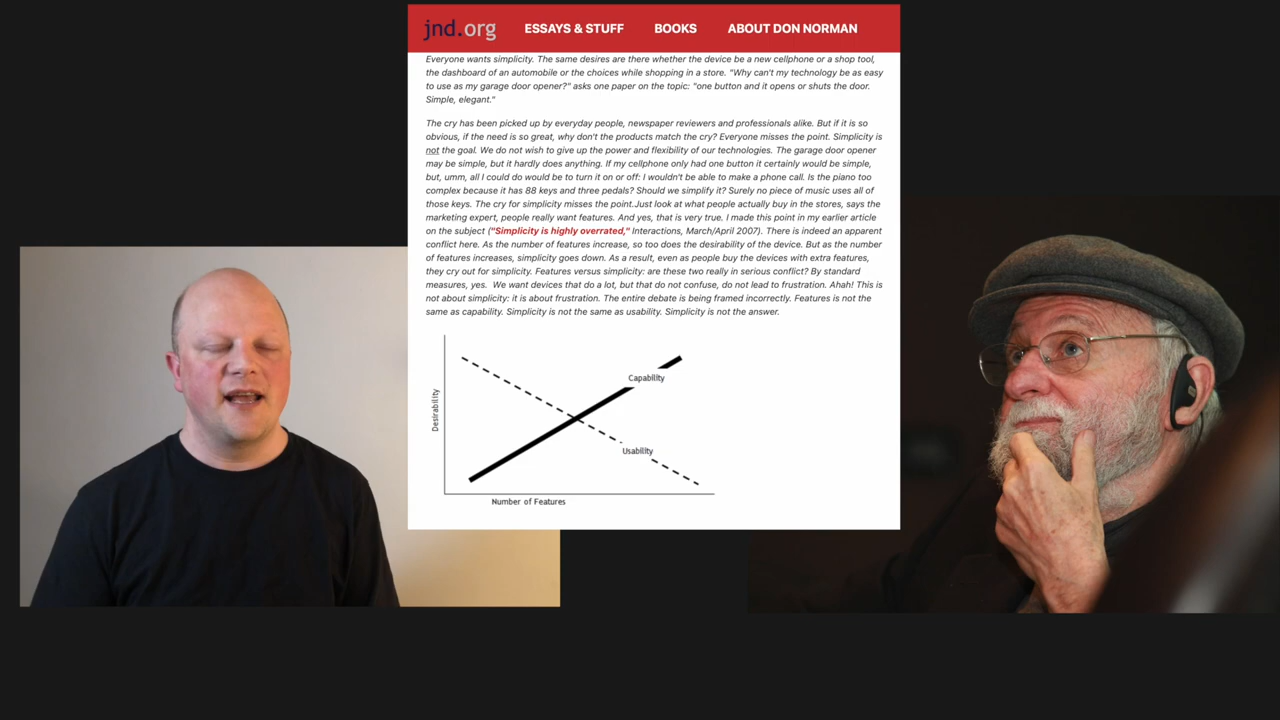 jnd.org ESSAYS & STUFF BOOKS ABOUT DON NORMAN
Everyone wants simplicity. The same desires are there whether the device be a new cellphone or a shop tool,
the dashboard of an automobile or the choices while shopping in a store. "Why can't my technology be as easy
to use as my garage door opener?" asks one paper on the topic: "one button and it opens or shuts the door.
Simple, elegant."
The cry has been picked up by everyday people, newspaper reviewers and professionals alike. But if it is so
obvious, if the need is so great, why don't the products match the cry? Everyone misses the point. Simplicity is
not the goal. We do not wish to give up the power and flexibility of our technologies. The garage door opener
may be simple, but it hardly does anything. If my cellphone only had one button it certainly would be simple,
but, umm, all I could do would be to turn it on or off: I wouldn't be able to make a phone call. Is the piano too
complex because it has 88 keys and three pedals? Should we simplify it? Surely no piece of music uses all of
those keys. The cry for simplicity misses the point.Just look at what people actually buy in the stores, says the
marketing expert, people really want features. And yes, that is very true. I made this point in my earlier article
on the subject ("Simplicity is highly overrated," Interactions, March/April 2007). There is indeed an apparent
conflict here. As the number of features increase, so too does the desirability of the device. But as the number
of features increases, simplicity goes down. As a result, even as people buy the devices with extra features,
they cry out for simplicity. Features versus simplicity: are these two really in serious conflict? By standard
measures, yes. We want devices that do a lot, but that do not confuse, do not lead to frustration. Ahah! This is
not about simplicity: it is about frustration. The entire debate is being framed incorrectly. Features is not the
same as capability. Simplicity is not the same as usability. Simplicity is not the answer.
Capability
Desirability
Usability
Number of Features